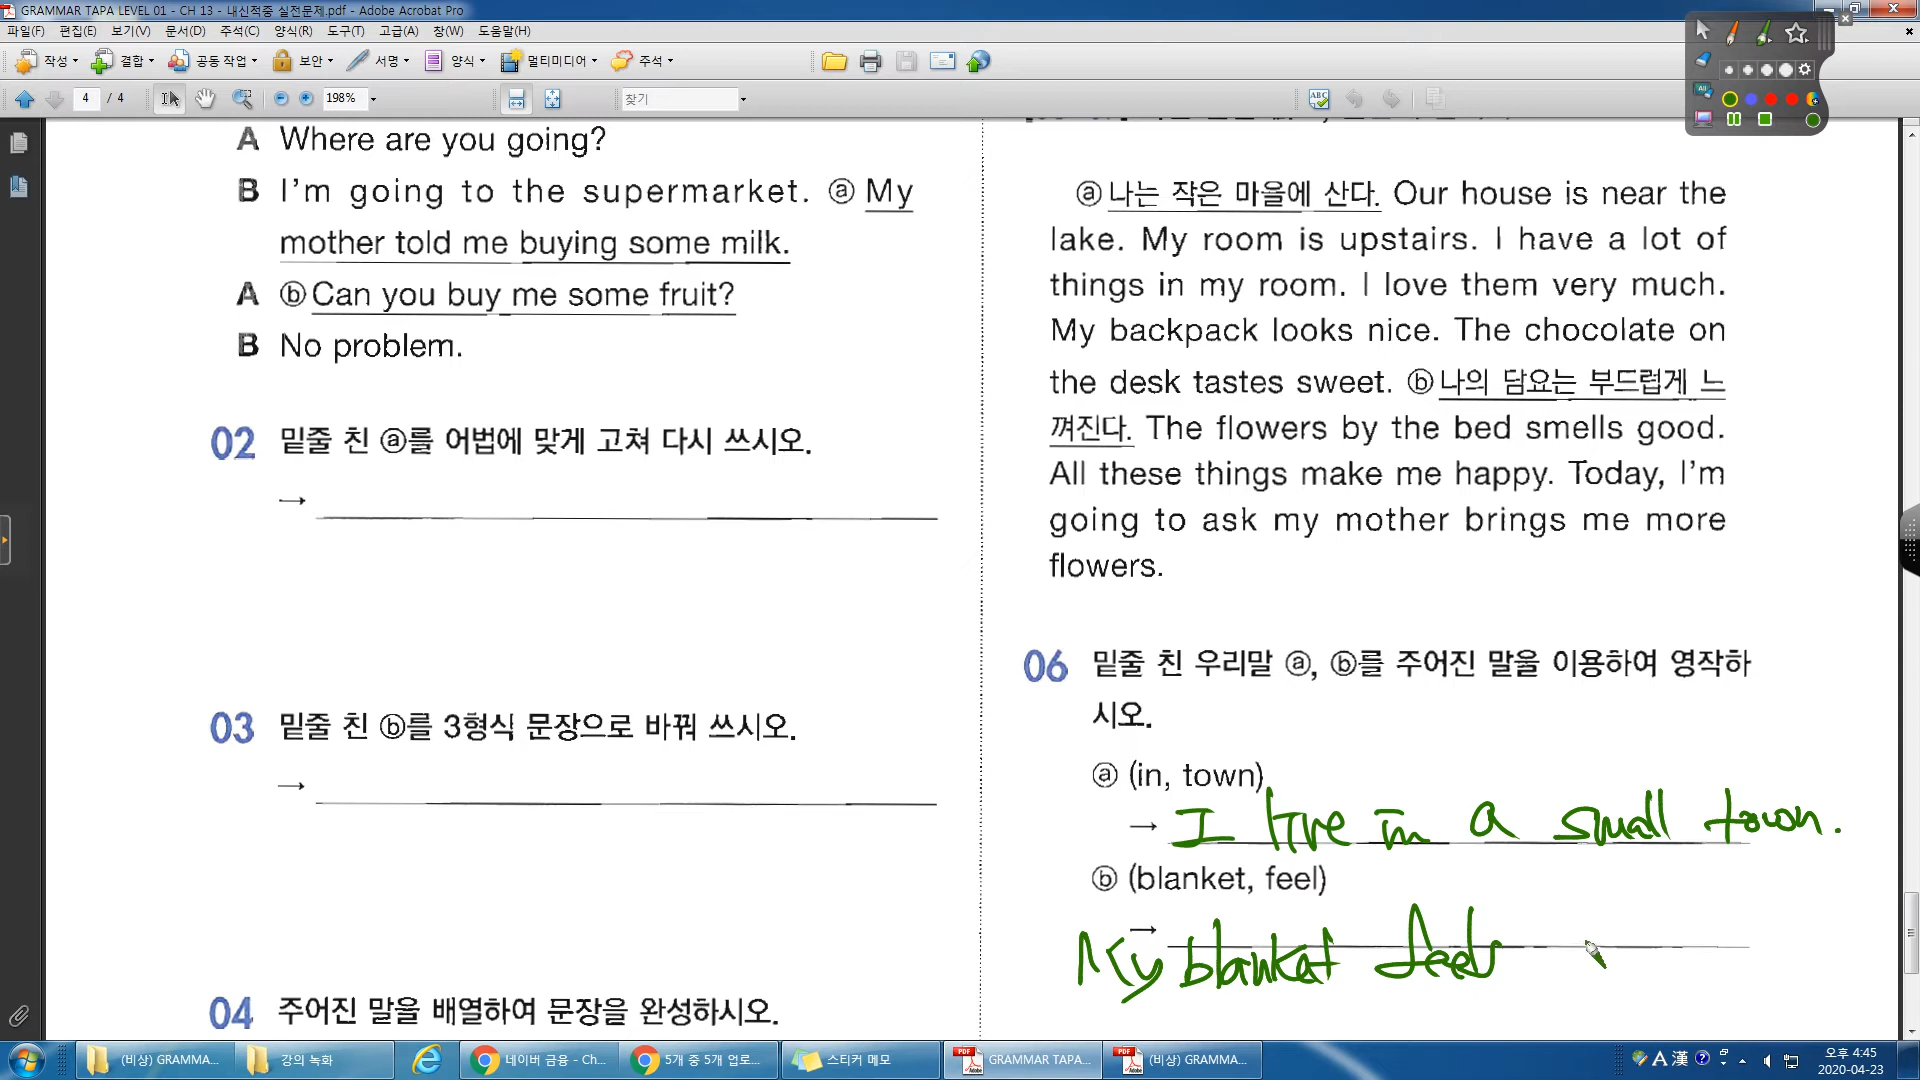 GRAMMAR TAPA LEVEL 01 - CH 13 - 내신적중 실전문제.pdf - Adobe Acrobat Pro
파일(F) 편집(E) 보기(V) 문서(D) 주석(C) 양식(R) 도구(T) 고급(A) 창(W) 도움말(H)
작성 결합 공동 작업 보안 서명 양식 멀티미디어 주석
4 / 4 198% 찾기
A Where are you going?
B I'm going to the supermarket. ⓐ My
mother told me buying some milk.
A ⓑ Can you buy me some fruit?
B No problem.
02 밑줄 친 ⓐ를 어법에 맞게 고쳐 다시 쓰시오.
→
03 밑줄 친 ⓑ를 3형식 문장으로 바꿔 쓰시오.
→
04 주어진 말을 배열하여 문장을 완성하시오.
ⓐ 나는 작은 마을에 산다. Our house is near the
lake. My room is upstairs. I have a lot of
things in my room. I love them very much.
My backpack looks nice. The chocolate on
the desk tastes sweet. ⓑ 나의 담요는 부드럽게 느
껴진다. The flowers by the bed smells good.
All these things make me happy. Today, I'm
going to ask my mother brings me more
flowers.
06 밑줄 친 우리말 ⓐ, ⓑ를 주어진 말을 이용하여 영작하
시오.
ⓐ (in, town)
→ I live in a small town.
ⓑ (blanket, feel)
→
My blanket feels
(비상) GRAMMA... 강의 녹화 네이버 금융 - Ch... 5개 중 5개 업로... 스티커 메모 GRAMMAR TAPA... (비상) GRAMMA...
A 漢 오후 4:45
2020-04-23